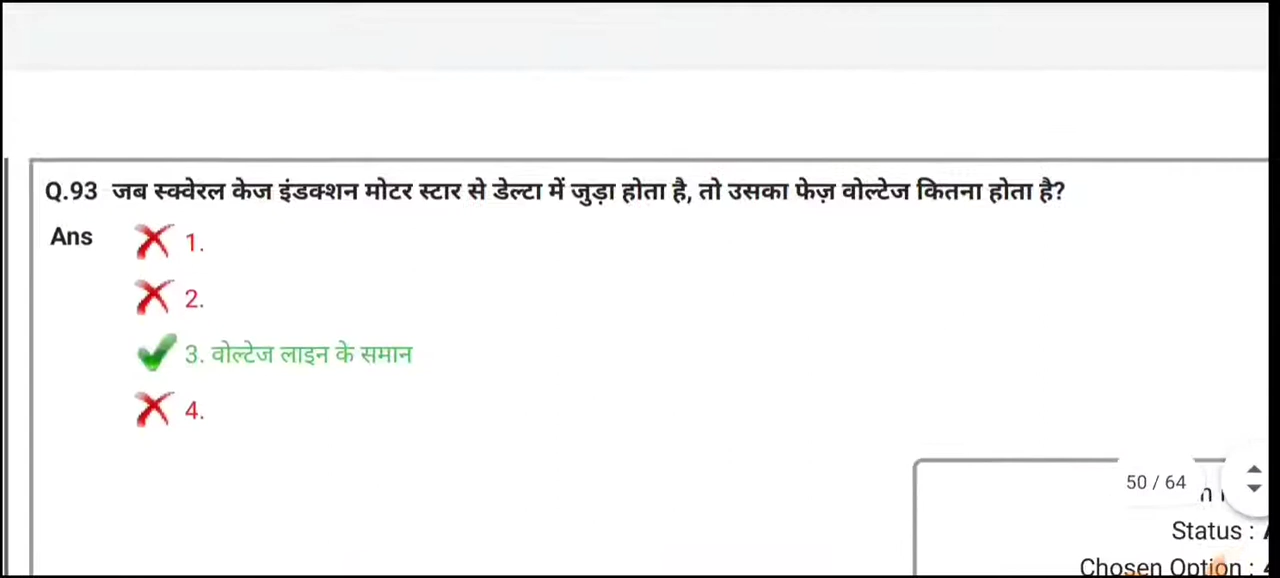 Q.93 जब स्क्वेरल केज इंडक्शन मोटर स्टार से डेल्टा में जुड़ा होता है, तो उसका फेज़ वोल्टेज कितना होता है?
Ans 1.
2.
3. वोल्टेज लाइन के समान
4.
50 / 64
Status :
Chosen Option :